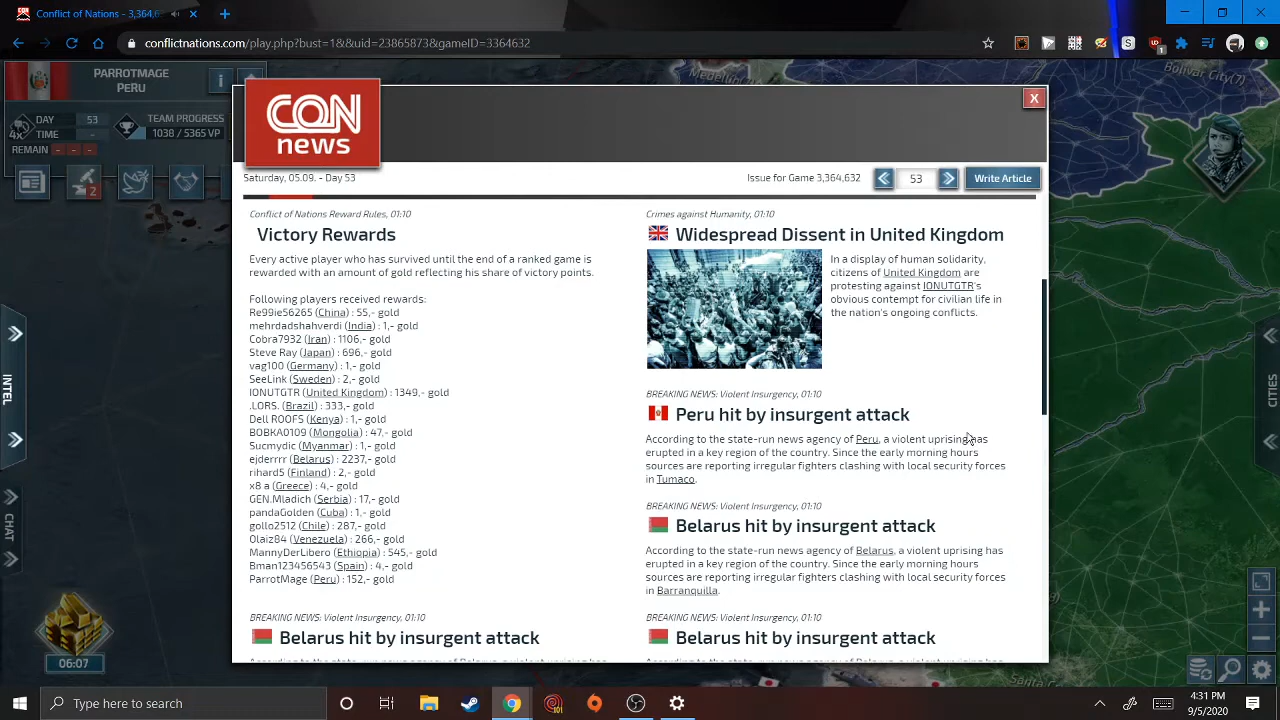 Conflict of Nations - 3,364,6
conflictnations.com/play.php?bust=1&uid=23865873&gameID=3364632
PARROTMAGE
PERU
4X
DAY 53
TIME -
REMAIN - - -
TEAM PROGRESS
1038 / 5365 VP
2
Medellin(7)
Bolivar City(7)
CON
news
X
Saturday, 05.09. - Day 53
Issue for Game 3,364,632
53
Write Article
Conflict of Nations Reward Rules, 01:10
Victory Rewards
Every active player who has survived until the end of a ranked game is
rewarded with an amount of gold reflecting his share of victory points.
Following players received rewards:
Re99ie56265 (China) : 55,- gold
mehrdadshahverdi (India) : 1,- gold
Cobra7932 (Iran) : 1106,- gold
Steve Ray (Japan) : 696,- gold
vag100 (Germany) : 1,- gold
SeeLink (Sweden) : 2,- gold
IONUTGTR (United Kingdom) : 1349,- gold
.LORS. (Brazil) : 333,- gold
Dell ROOFS (Kenya) : 1,- gold
BOBKA0109 (Mongolia) : 47,- gold
Sucmydic (Myanmar) : 1,- gold
ejderrrr (Belarus) : 2237,- gold
rihard5 (Finland) : 2,- gold
x8 a (Greece) : 4,- gold
GEN.Mladich (Serbia) : 17,- gold
pandaGolden (Cuba) : 1,- gold
gollo2512 (Chile) : 287,- gold
Olaiz84 (Venezuela) : 266,- gold
MannyDerLibero (Ethiopia) : 545,- gold
Bman123456543 (Spain) : 4,- gold
ParrotMage (Peru) : 152,- gold
BREAKING NEWS: Violent Insurgency, 01:10
Belarus hit by insurgent attack
Crimes against Humanity, 01:10
Widespread Dissent in United Kingdom
In a display of human solidarity,
citizens of United Kingdom are
protesting against IONUTGTR's
obvious contempt for civilian life in
the nation's ongoing conflicts.
BREAKING NEWS: Violent Insurgency, 01:10
Peru hit by insurgent attack
According to the state-run news agency of Peru, a violent uprising has
erupted in a key region of the country. Since the early morning hours
sources are reporting irregular fighters clashing with local security forces
in Tumaco.
BREAKING NEWS: Violent Insurgency, 01:10
Belarus hit by insurgent attack
According to the state-run news agency of Belarus, a violent uprising has
erupted in a key region of the country. Since the early morning hours
sources are reporting irregular fighters clashing with local security forces
in Barranquilla.
BREAKING NEWS: Violent Insurgency, 01:10
Belarus hit by insurgent attack
INTEL
CHAT
CITIES
06:07
Type here to search
4:31 PM
9/5/2020